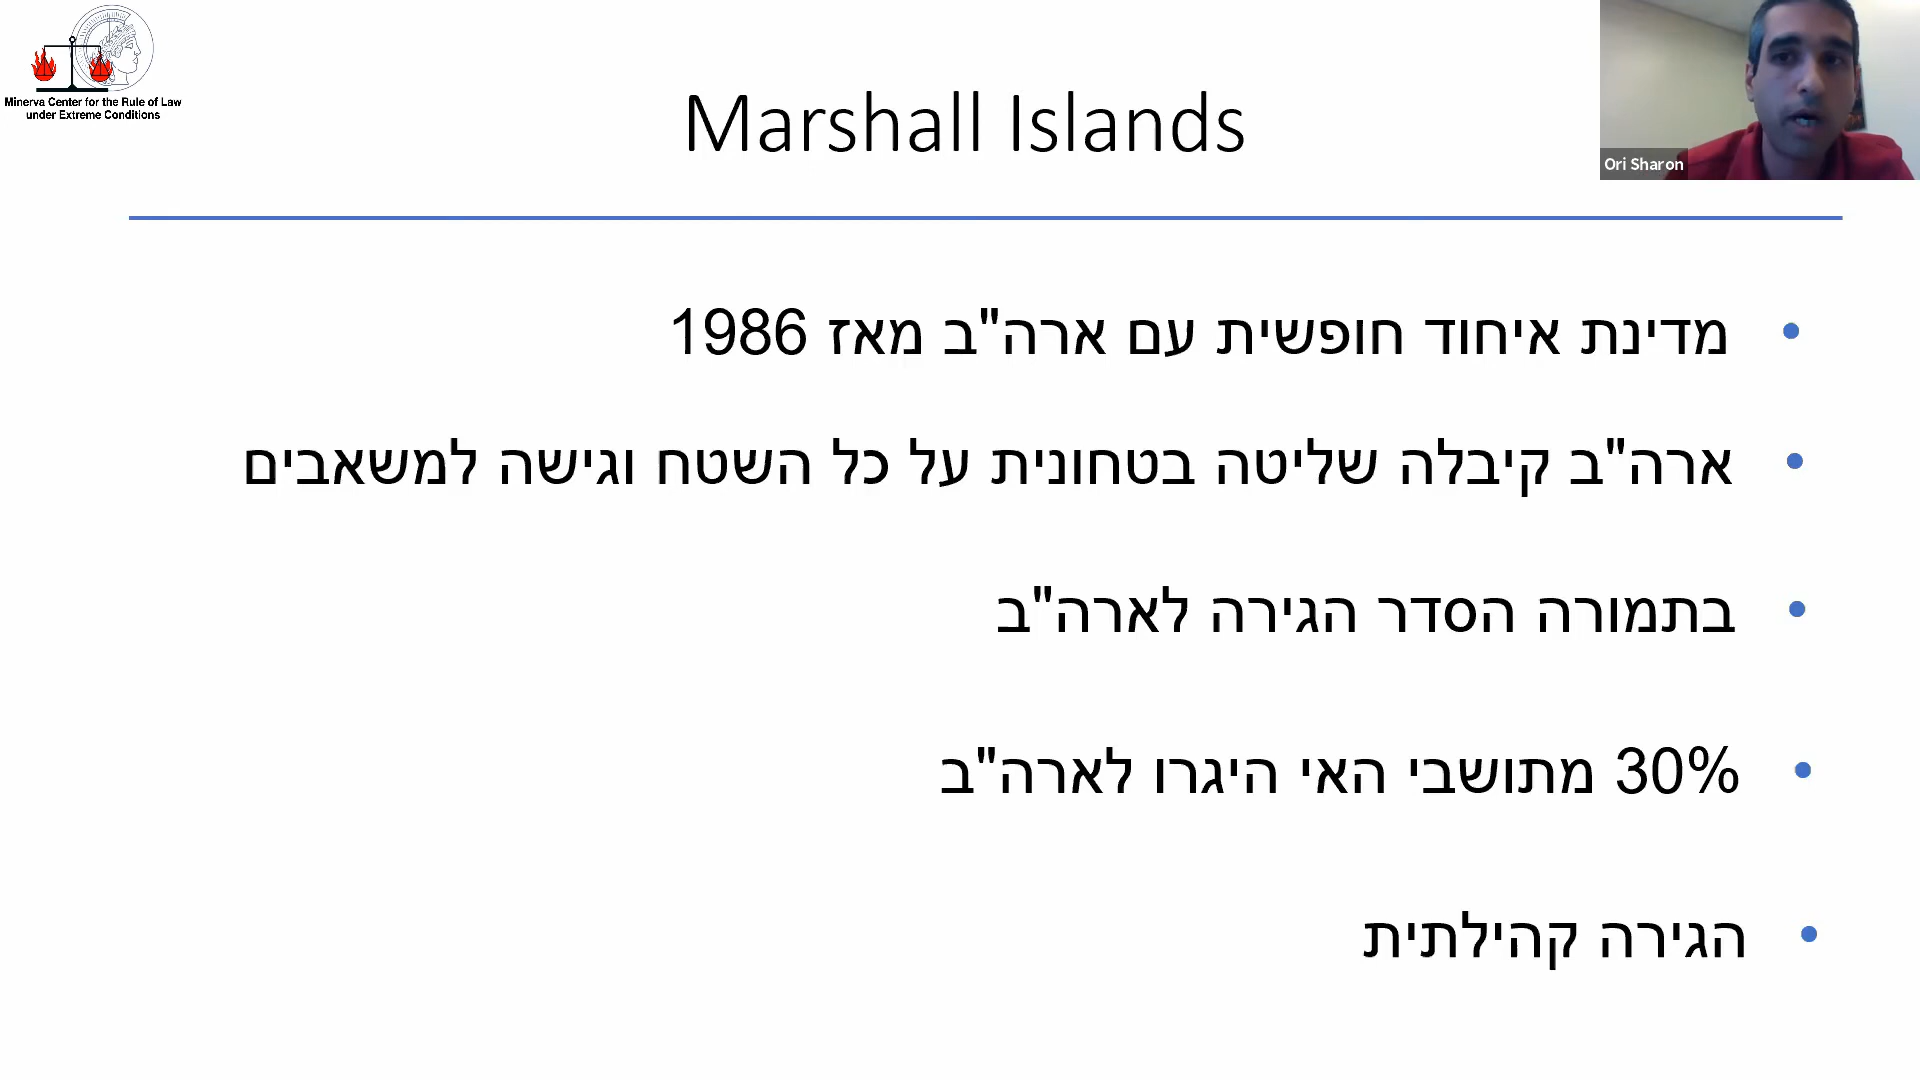 Minerva Center for the Rule of Law
under Extreme Conditions
Marshall Islands
Ori Sharon
• מדינת איחוד חופשית עם ארה"ב מאז 1986
• ארה"ב קיבלה שליטה בטחונית על כל השטח וגישה למשאבים
• בתמורה הסדר הגירה לארה"ב
• 30% מתושבי האי היגרו לארה"ב
• הגירה קהילתית